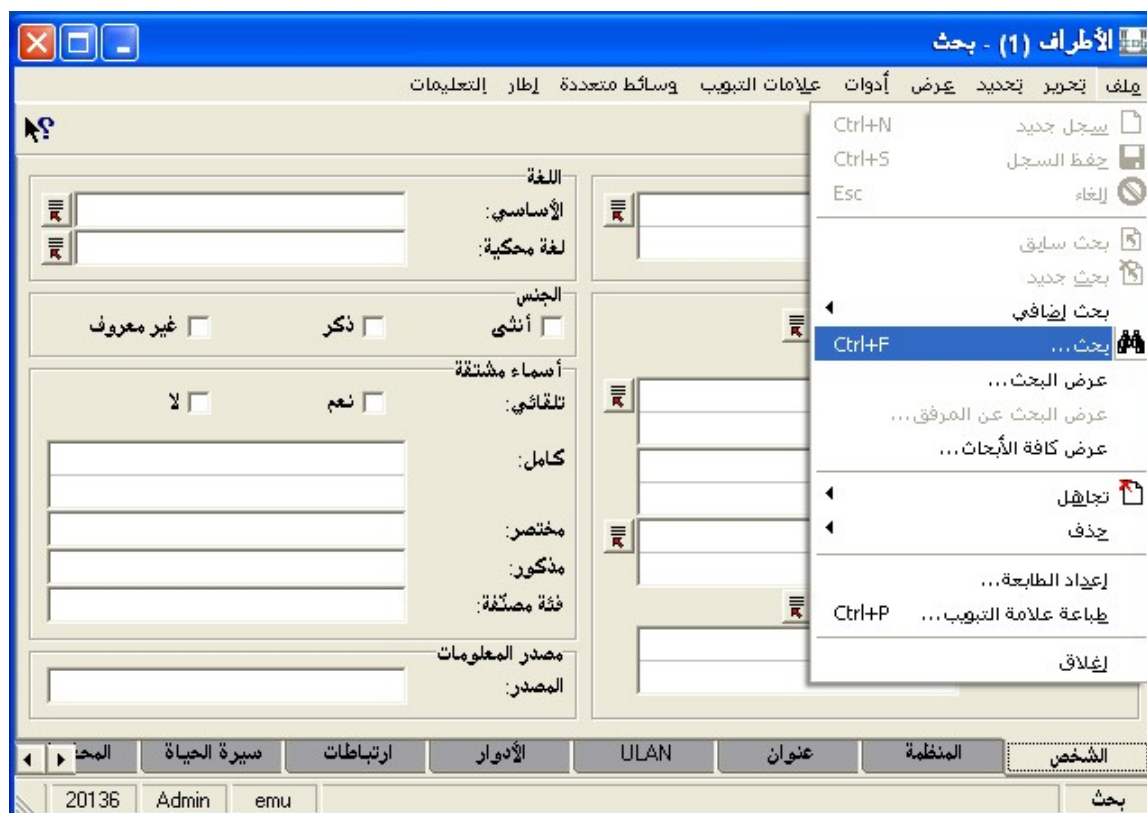 الأطراف (1) - بحث
ملف تحرير تحديد عرض أدوات علامات التبويب وسائط متعددة إطار التعليمات
سجل جديد Ctrl+N
حفظ السجل Ctrl+S
إلغاء Esc
بحث سابق
بحث جديد
بحث إضافي
بحث... Ctrl+F
عرض البحث...
عرض البحث عن المرفق...
عرض كافة الأبحاث...
تجاهل
حذف
إعداد الطابعة...
طباعة علامة التبويب... Ctrl+P
إغلاق
اللغة
الأساسي:
لغة محكية:
الجنس
أنثى ذكر غير معروف
أسماء مشتقة
تلقائي: نعم لا
كامل:
مختصر:
مذكور:
فئة مصنّفة:
مصدر المعلومات
المصدر:
الشخص المنظمة عنوان ULAN الأدوار ارتباطات سيرة الحياة
بحث emu Admin 20136